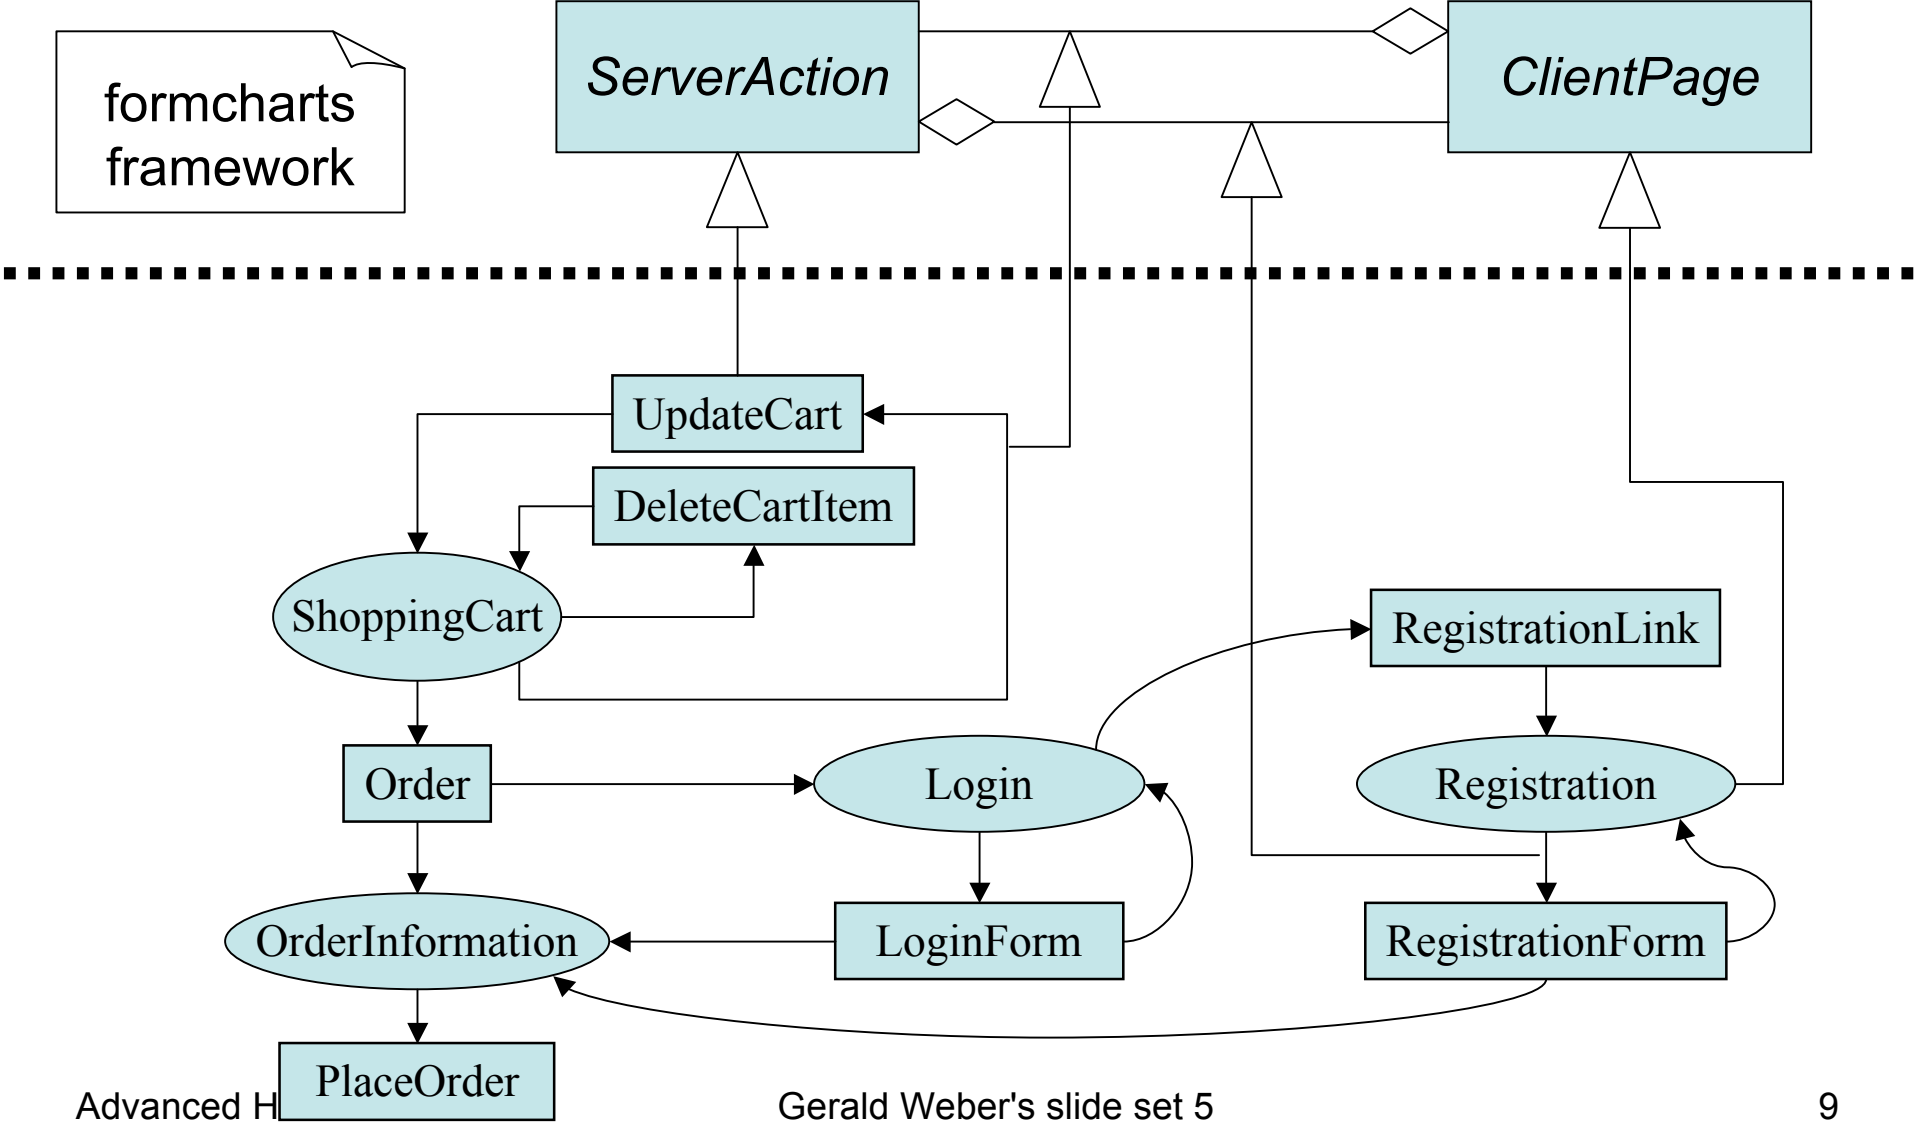 formcharts
framework
ServerAction
ClientPage
UpdateCart
DeleteCartItem
ShoppingCart
RegistrationLink
Order
Login
Registration
OrderInformation
LoginForm
RegistrationForm
PlaceOrder
Advanced H
Gerald Weber's slide set 5
9